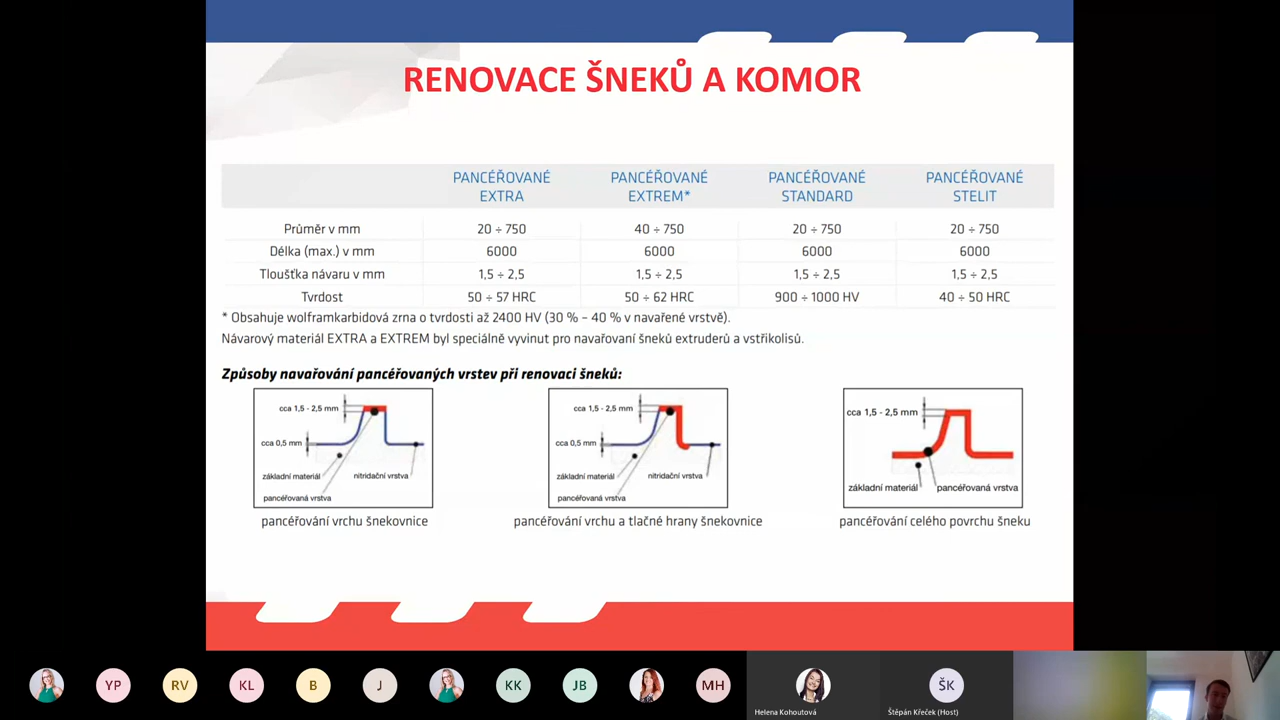 RENOVACE ŠNEKŮ A KOMOR
PANCÉŘOVANÉ EXTRA
PANCÉŘOVANÉ EXTREM*
PANCÉŘOVANÉ STANDARD
PANCÉŘOVANÉ STELIT
Průměr v mm 20 ÷ 750 40 ÷ 750 20 ÷ 750 20 ÷ 750
Délka (max.) v mm 6000 6000 6000 6000
Tloušťka návaru v mm 1,5 ÷ 2,5 1,5 ÷ 2,5 1,5 ÷ 2,5 1,5 ÷ 2,5
Tvrdost 50 ÷ 57 HRC 50 ÷ 62 HRC 900 ÷ 1000 HV 40 ÷ 50 HRC
* Obsahuje wolframkarbidová zrna o tvrdosti až 2400 HV (30 % – 40 % v navařené vrstvě).
Návarový materiál EXTRA a EXTREM byl speciálně vyvinut pro navařování šneků extruderů a vstřikolisů.
Způsoby navařování pancéřovaných vrstev při renovaci šneků:
cca 1,5 - 2,5 mm
cca 0,5 mm
základní materiál
nitridační vrstva
pancéřovaná vrstva
pancéřování vrchu šnekovnice
cca 1,5 - 2,5 mm
cca 0,5 mm
základní materiál
nitridační vrstva
pancéřovaná vrstva
pancéřování vrchu a tlačné hrany šnekovnice
cca 1,5 - 2,5 mm
základní materiál
pancéřovaná vrstva
pancéřování celého povrchu šneku
YP RV KL B J KK JB MH ŠK
Helena Kohoutová
Štěpán Křeček (Host)